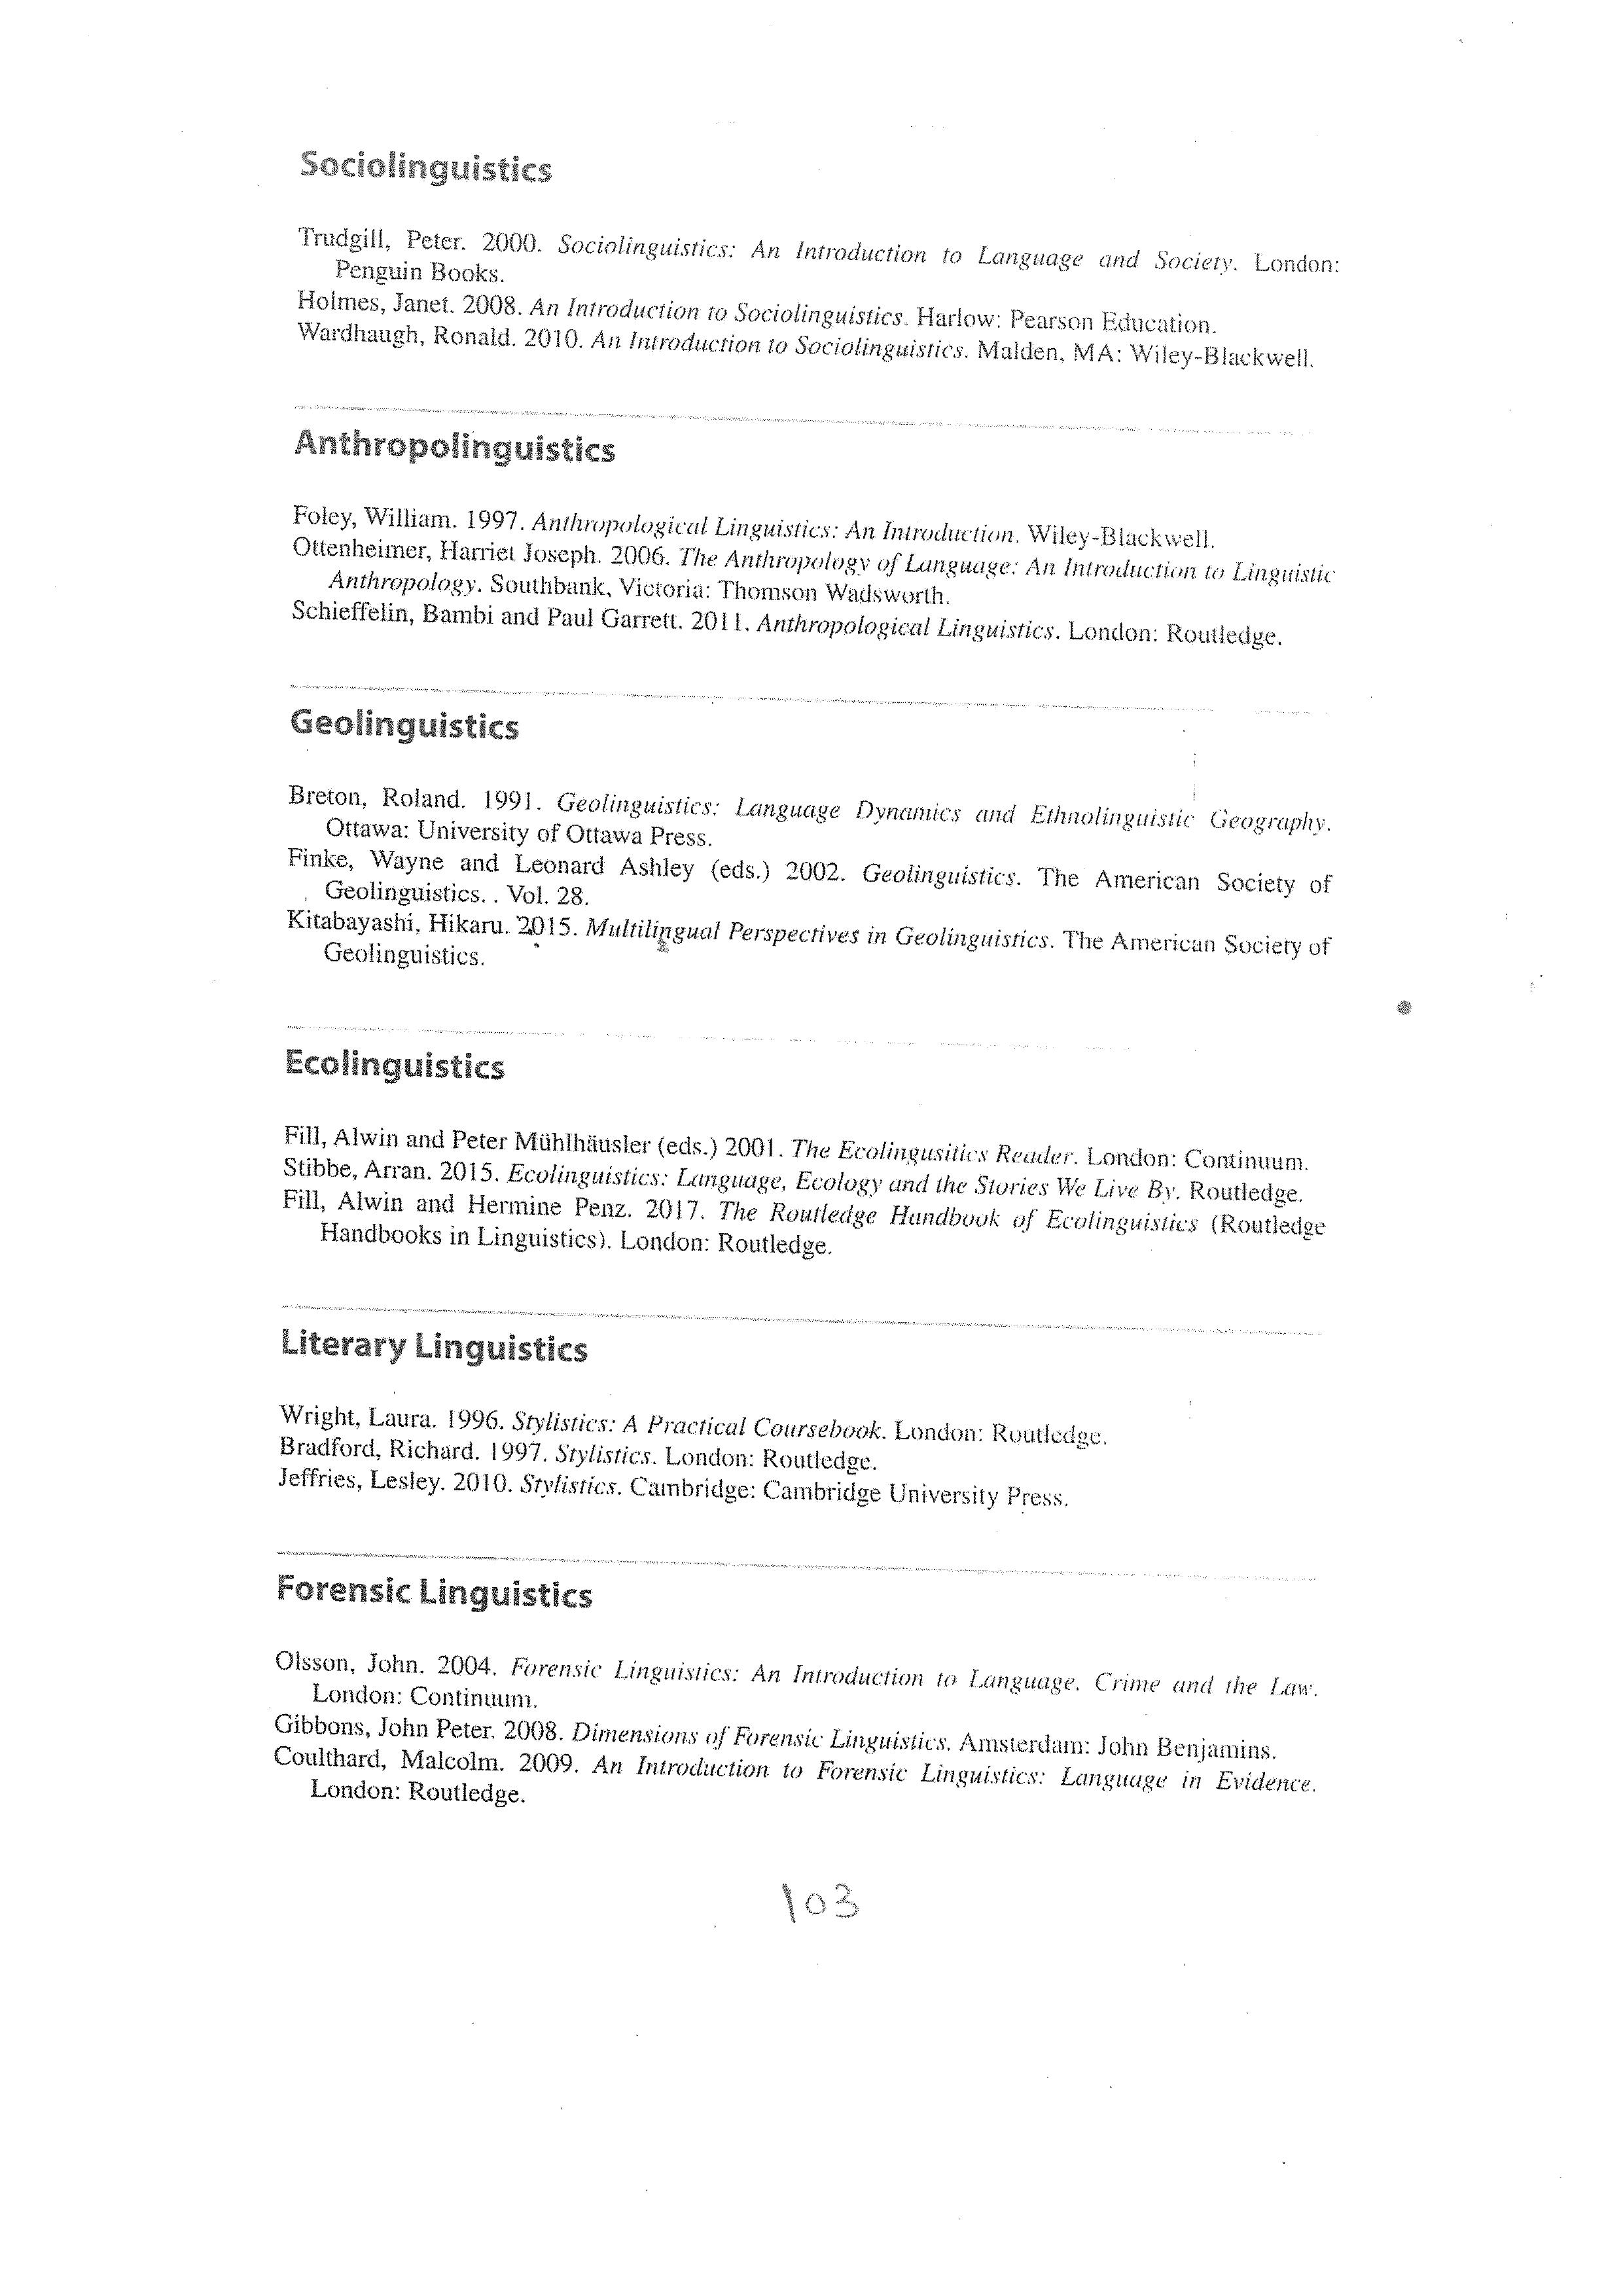 Sociolinguistics
Trudgill, Peter. 2000. Sociolinguistics: An Introduction to Language and Society. London:
Penguin Books.
Holmes, Janet. 2008. An Introduction to Sociolinguistics. Harlow: Pearson Education.
Wardhaugh, Ronald. 2010. An Introduction to Sociolinguistics. Malden, MA: Wiley-Blackwell.
Anthropolinguistics
Foley, William. 1997. Anthropological Linguistics: An Introduction. Wiley-Blackwell.
Ottenheimer, Harriet Joseph. 2006. The Anthropology of Language: An Introduction to Linguistic
Anthropology. Southbank, Victoria: Thomson Wadsworth.
Schieffelin, Bambi and Paul Garrett. 2011. Anthropological Linguistics. London: Routledge.
Geolinguistics
Breton, Roland. 1991. Geolinguistics: Language Dynamics and Ethnolinguistic Geography.
Ottawa: University of Ottawa Press.
Finke, Wayne and Leonard Ashley (eds.) 2002. Geolinguistics. The American Society of
Geolinguistics. . Vol. 28.
Kitabayashi, Hikaru. 2015. Multilingual Perspectives in Geolinguistics. The American Society of
Geolinguistics.
Ecolinguistics
Fill, Alwin and Peter Mühlhäusler (eds.) 2001. The Ecolingusitics Reader. London: Continuum.
Stibbe, Arran. 2015. Ecolinguistics: Language, Ecology and the Stories We Live By. Routledge.
Fill, Alwin and Hermine Penz. 2017. The Routledge Handbook of Ecolinguistics (Routledge
Handbooks in Linguistics). London: Routledge.
Literary Linguistics
Wright, Laura. 1996. Stylistics: A Practical Coursebook. London: Routledge.
Bradford, Richard. 1997. Stylistics. London: Routledge.
Jeffries, Lesley. 2010. Stylistics. Cambridge: Cambridge University Press.
Forensic Linguistics
Olsson, John. 2004. Forensic Linguistics: An Introduction to Language, Crime and the Law.
London: Continuum.
Gibbons, John Peter. 2008. Dimensions of Forensic Linguistics. Amsterdam: John Benjamins.
Coulthard, Malcolm. 2009. An Introduction to Forensic Linguistics: Language in Evidence.
London: Routledge.
103